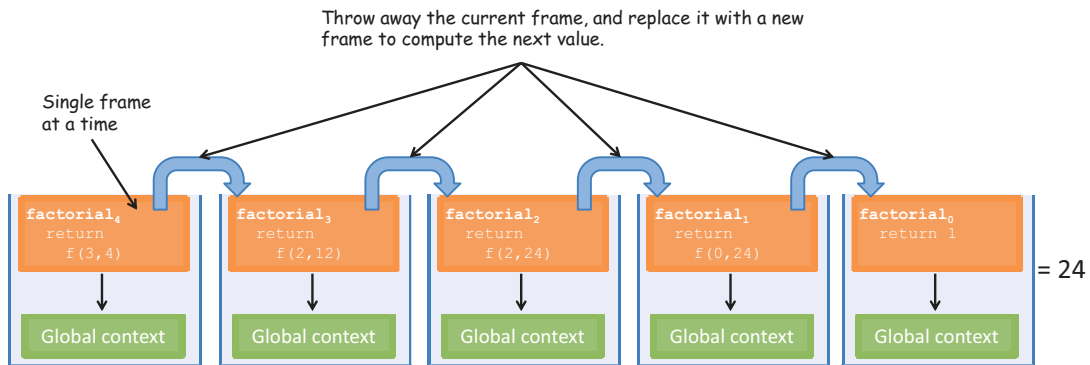 Throw away the current frame, and replace it with a new
frame to compute the next value.
Single frame
at a time
factorial₄
return
f(3,4)
factorial₃
return
f(2,12)
factorial₂
return
f(2,24)
factorial₁
return
f(0,24)
factorial₀
return 1
= 24
Global context
Global context
Global context
Global context
Global context